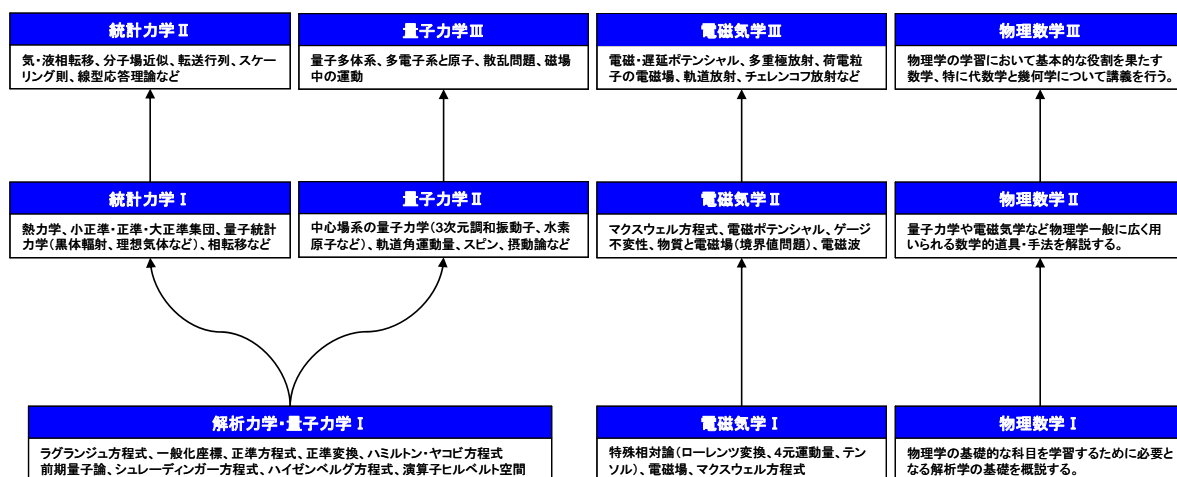 統計力学Ⅱ
気・液相転移、分子場近似、転送行列、スケー
リング則、線型応答理論など
量子力学Ⅲ
量子多体系、多電子系と原子、散乱問題、磁場
中の運動
電磁気学Ⅲ
電磁・遅延ポテンシャル、多重極放射、荷電粒
子の電磁場、軌道放射、チェレンコフ放射など
物理数学Ⅲ
物理学の学習において基本的な役割を果たす
数学、特に代数学と幾何学について講義を行う。
統計力学Ⅰ
熱力学、小正準・正準・大正準集団、量子統計
力学(黒体輻射、理想気体など)、相転移など
量子力学Ⅱ
中心場系の量子力学(3次元調和振動子、水素
原子など)、軌道角運動量、スピン、摂動論など
電磁気学Ⅱ
マクスウェル方程式、電磁ポテンシャル、ゲージ
不変性、物質と電磁場(境界値問題)、電磁波
物理数学Ⅱ
量子力学や電磁気学など物理学一般に広く用
いられる数学的道具・手法を解説する。
解析力学・量子力学Ⅰ
ラグランジュ方程式、一般化座標、正準方程式、正準変換、ハミルトン・ヤコビ方程式
前期量子論、シュレーディンガー方程式、ハイゼンベルグ方程式、演算子ヒルベルト空間
電磁気学Ⅰ
特殊相対論(ローレンツ変換、4元運動量、テン
ソル)、電磁場、マクスウェル方程式
物理数学Ⅰ
物理学の基礎的な科目を学習するために必要と
なる解析学の基礎を概説する。